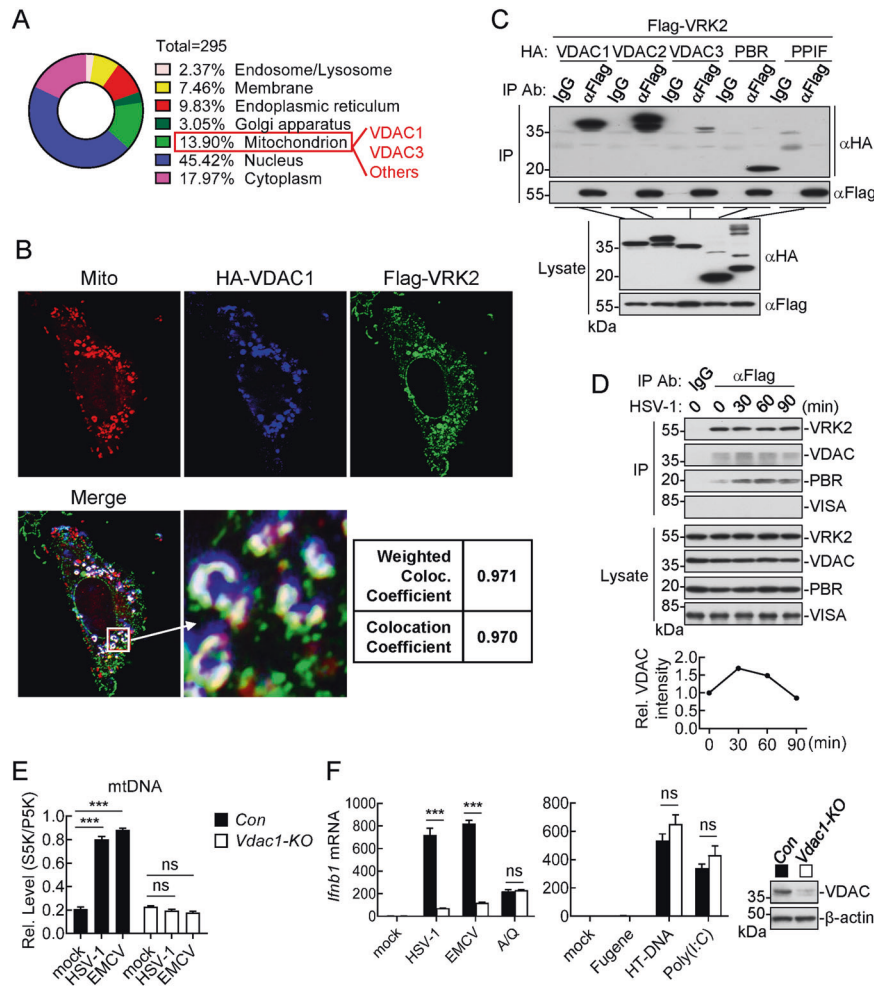 A
Total=295
2.37% Endosome/Lysosome
7.46% Membrane
9.83% Endoplasmic reticulum
3.05% Golgi apparatus
13.90% Mitochondrion
45.42% Nucleus
17.97% Cytoplasm
VDAC1
VDAC3
Others
B
Mito HA-VDAC1 Flag-VRK2
Merge
Weighted Coloc. Coefficient 0.971
Colocation Coefficient 0.970
C
Flag-VRK2
HA: VDAC1 VDAC2 VDAC3 PBR PPIF
IP Ab: IgG αFlag IgG αFlag IgG αFlag IgG αFlag IgG αFlag
IP
35
20
αHA
55
αFlag
Lysate
35
20
αHA
55
αFlag
kDa
D
IP Ab: IgG αFlag
HSV-1: 0 0 30 60 90 (min)
IP
55 -VRK2
35 -VDAC
20 -PBR
85 -VISA
Lysate
55 -VRK2
35 -VDAC
20 -PBR
85 -VISA
kDa
Rel. VDAC intensity
2.0
1.5
1.0
0.5
0.0
0 30 60 90 (min)
E
mtDNA
Rel. Level (S5K/P5K)
1.0
0.8
0.6
0.4
0.2
0.0
***
***
ns
ns
mock HSV-1 EMCV mock HSV-1 EMCV
Con
Vdac1-KO
F
Ifnb1 mRNA
1000
800
600
400
200
0
*** *** ns
mock HSV-1 EMCV A/Q
800
600
400
200
0
ns
ns
mock Fugene HT-DNA Poly(I:C)
Con Vdac1-KO
35 -VDAC
50 -β-actin
kDa